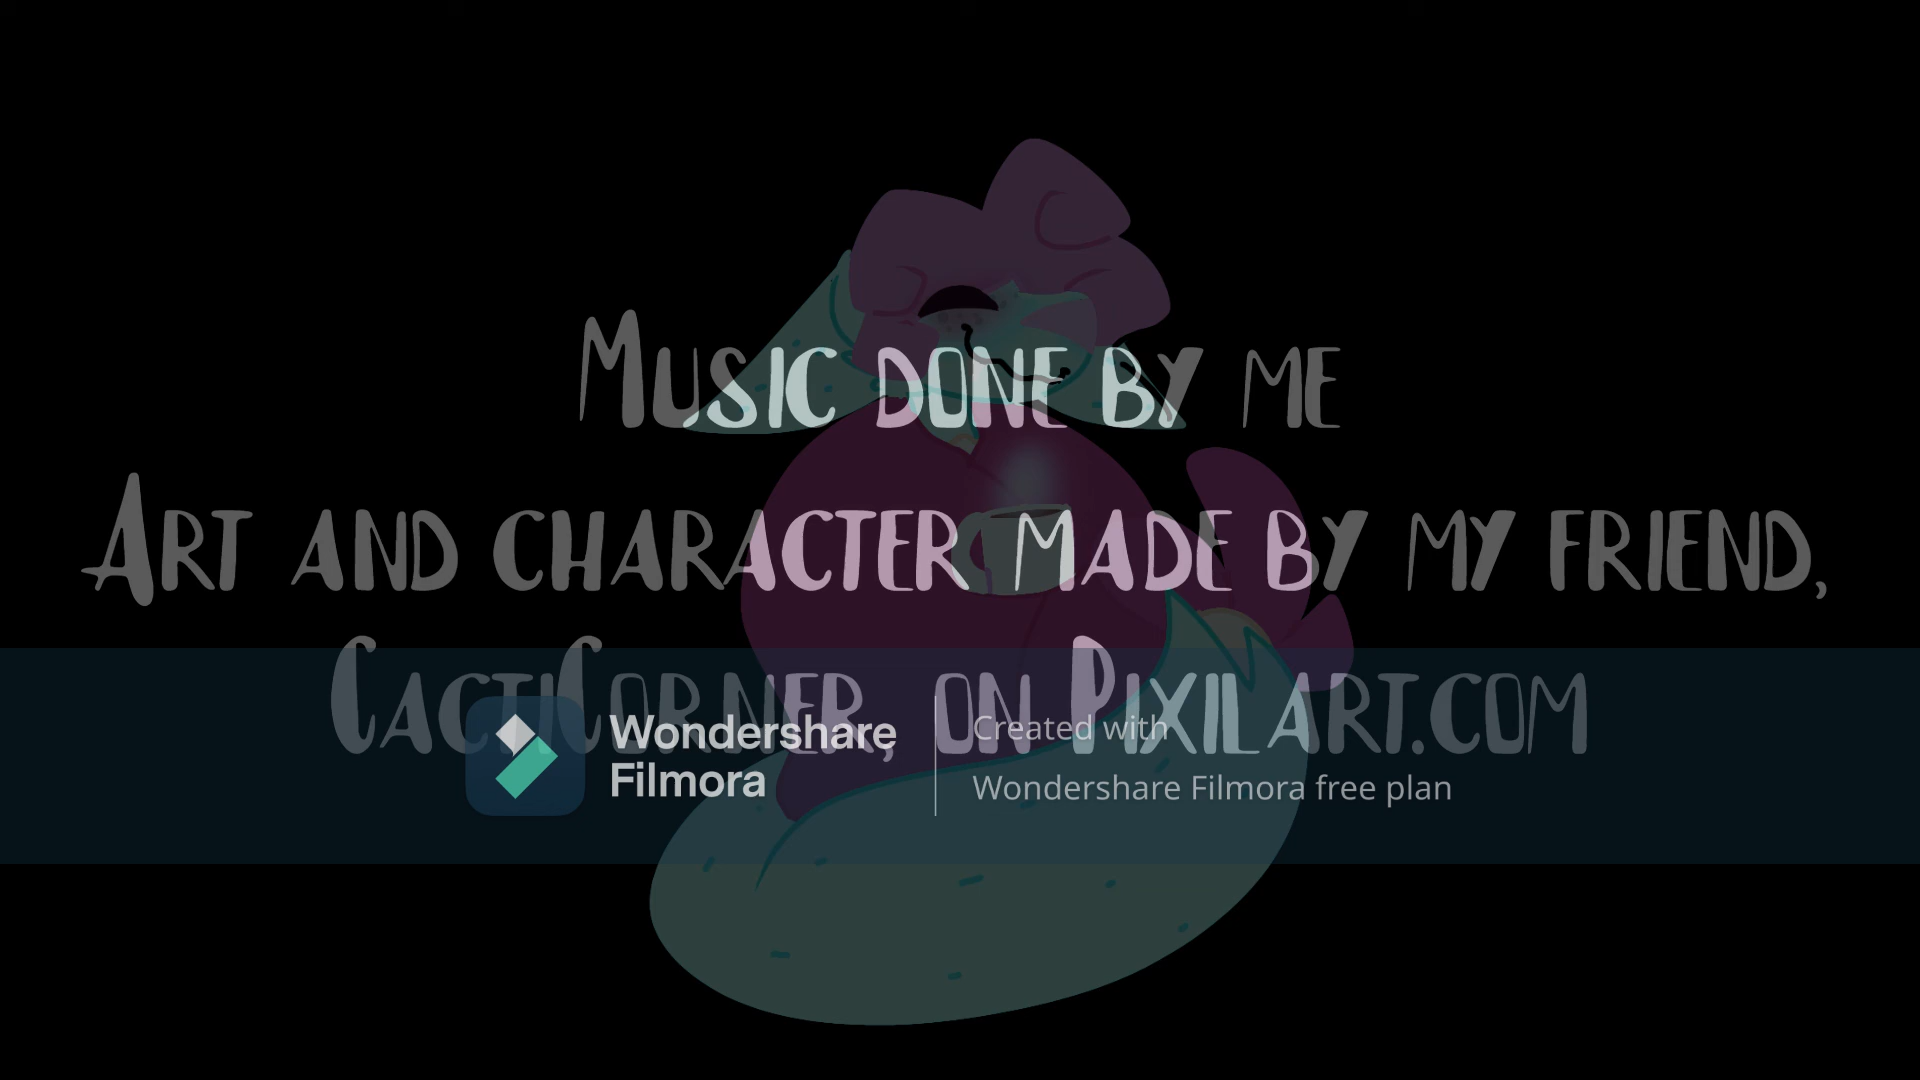 Music done by me
Art and character made by my friend,
CactiCorner, on Pixilart.com
Wondershare
Filmora
Created with
Wondershare Filmora free plan